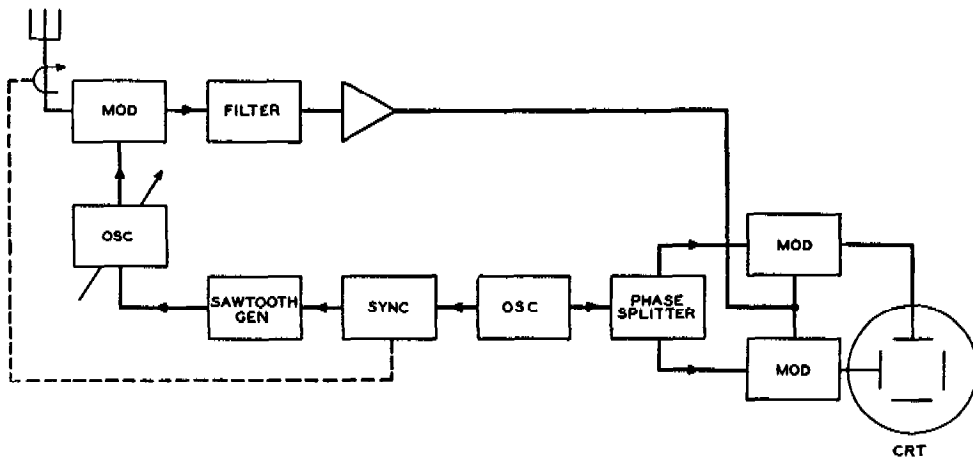 MOD
FILTER
OSC
SAWTOOTH
GEN
SYNC
OSC
PHASE
SPLITTER
MOD
MOD
CRT